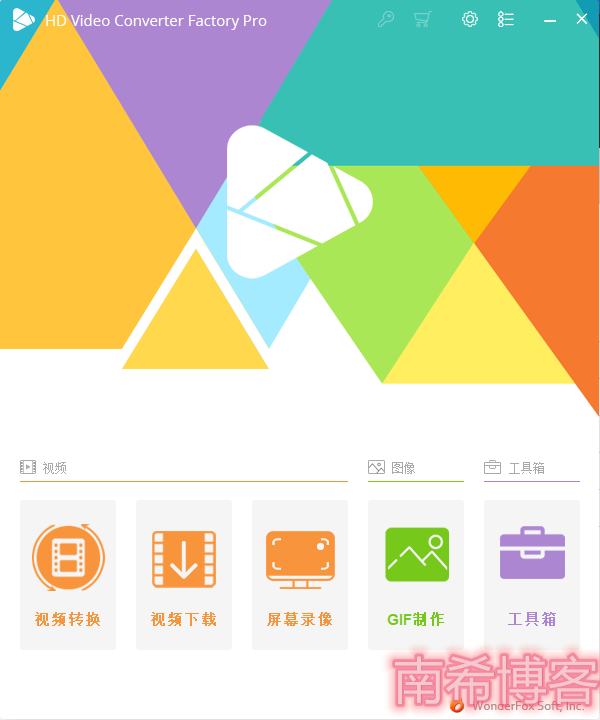 HD Video Converter Factory Pro
视频
图像
工具箱
视频转换
视频下载
屏幕录像
GIF制作
工具箱
南希博客
WonderFox Soft, Inc.